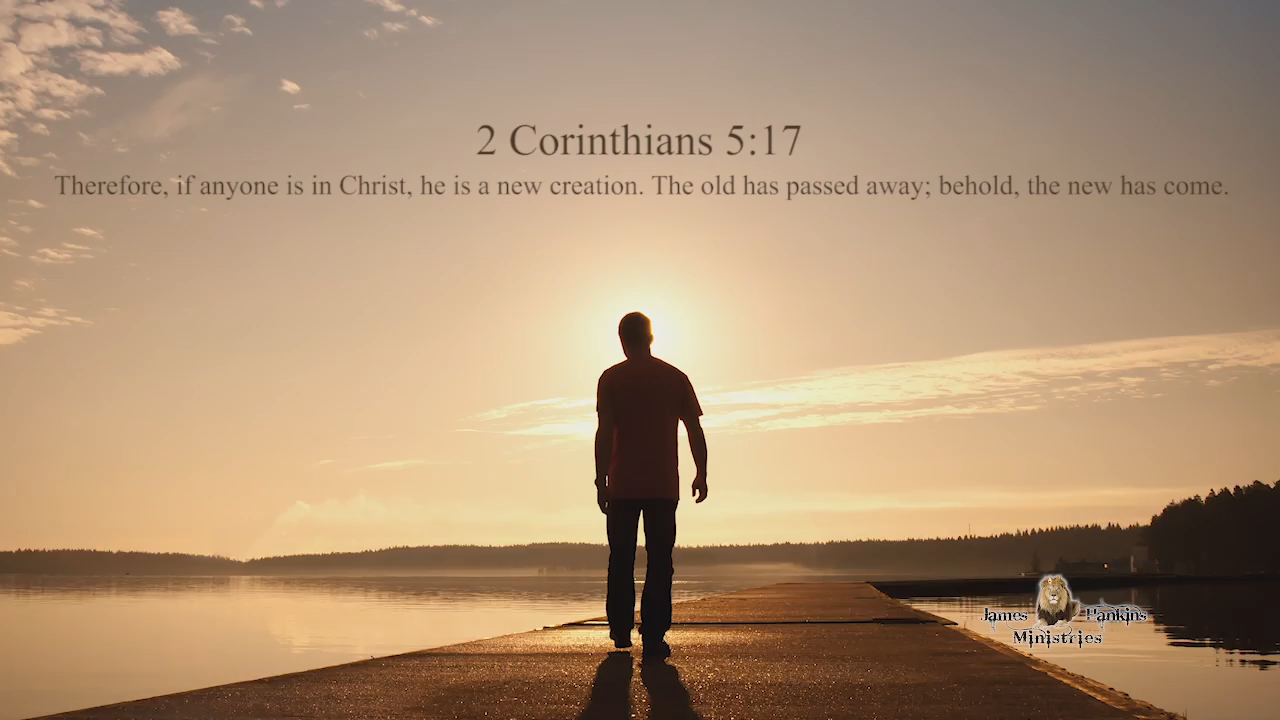 2 Corinthians 5:17
Therefore, if anyone is in Christ, he is a new creation. The old has passed away; behold, the new has come.
James Hankins
Ministries